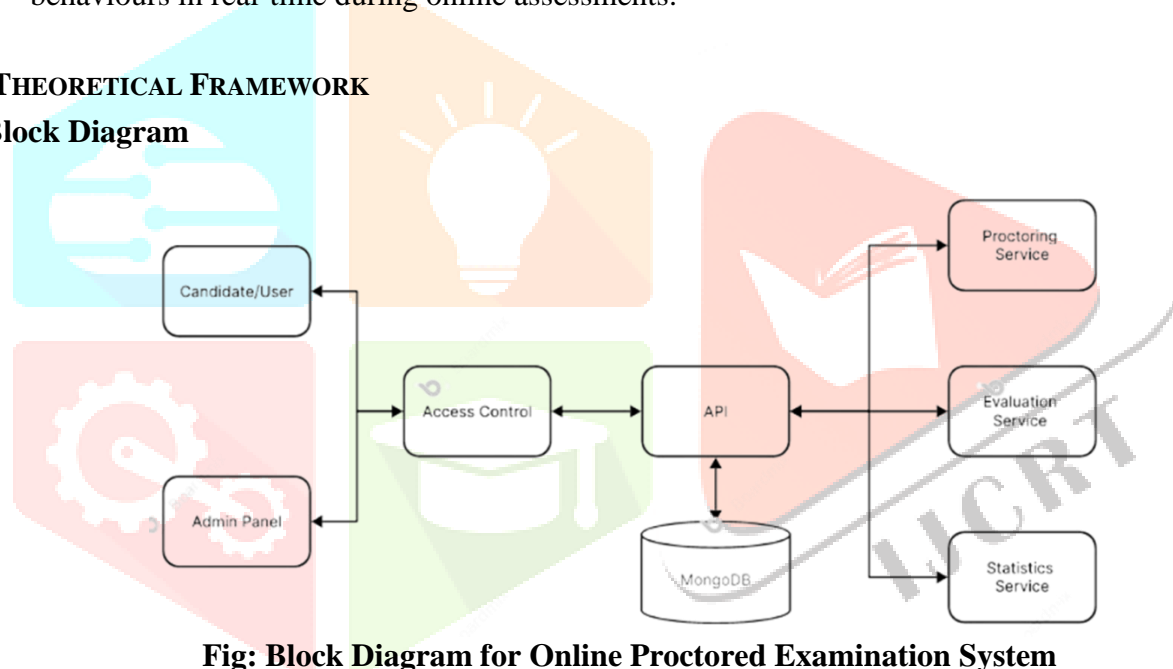 behaviours in real-time during online assessments.
THEORETICAL FRAMEWORK
Block Diagram
Proctoring
Service
Candidate/User
Access Control
API
Evaluation
Service
Admin Panel
MongoDB
Statistics
Service
IJCRT
Fig: Block Diagram for Online Proctored Examination System